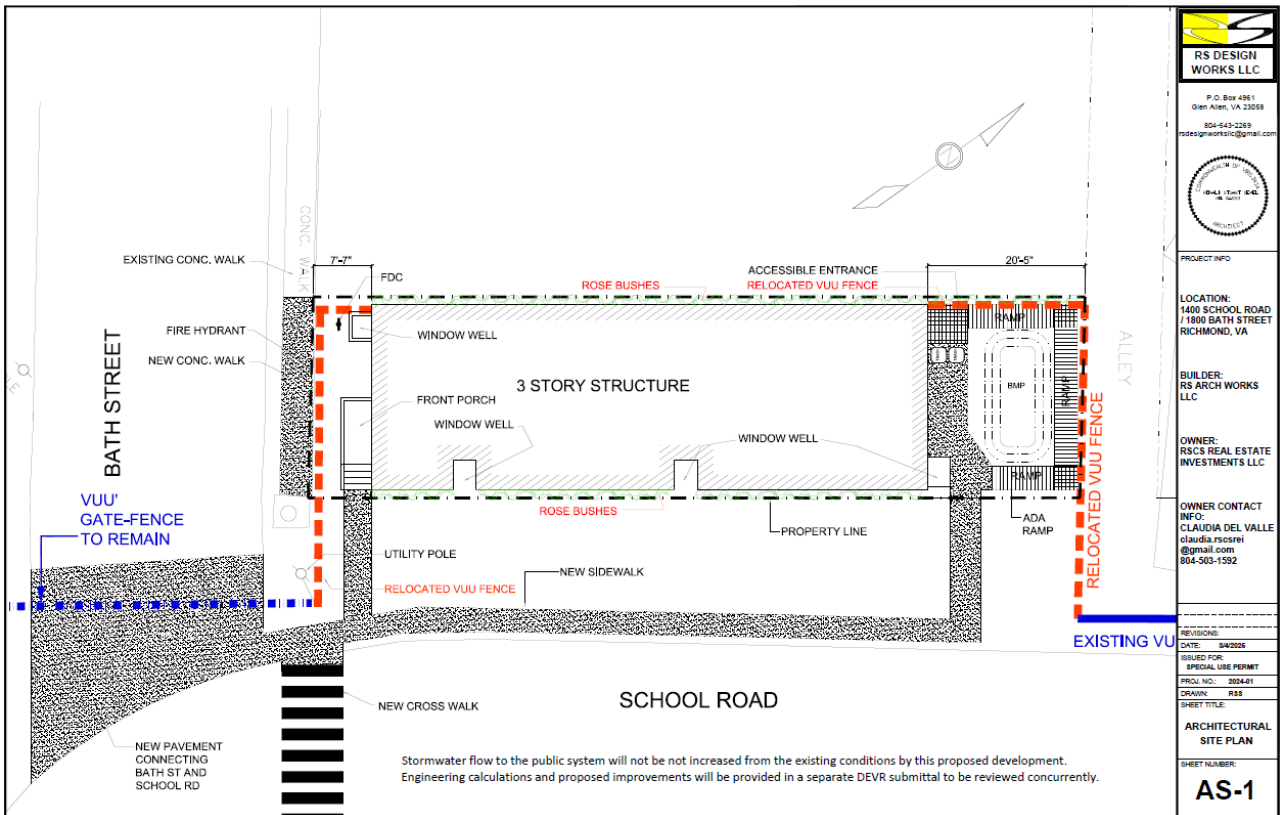 EXISTING CONC. WALK
CONC. WALK
7'-7"
FDC
ROSE BUSHES
ACCESSIBLE ENTRANCE
RELOCATED VUU FENCE
20'-5"
FIRE HYDRANT
NEW CONC. WALK
BATH STREET
WINDOW WELL
3 STORY STRUCTURE
FRONT PORCH
WINDOW WELL
WINDOW WELL
RAMP
BMP
RAMP
RAMP
ALLEY
RELOCATED VUU FENCE
VUU'
GATE-FENCE
TO REMAIN
ROSE BUSHES
PROPERTY LINE
ADA
RAMP
UTILITY POLE
RELOCATED VUU FENCE
NEW SIDEWALK
EXISTING VU
NEW CROSS WALK
SCHOOL ROAD
NEW PAVEMENT
CONNECTING
BATH ST AND
SCHOOL RD
Stormwater flow to the public system will not be not increased from the existing conditions by this proposed development.
Engineering calculations and proposed improvements will be provided in a separate DEVR submittal to be reviewed concurrently.
N
RS DESIGN
WORKS LLC
P.O. Box 4961
Glen Allen, VA 23058
804-543-2269
rsdesignworksllc@gmail.com
COMMONWEALTH OF VIRGINIA
ARCHITECT
PROJECT INFO
LOCATION:
1400 SCHOOL ROAD
/ 1800 BATH STREET
RICHMOND, VA
BUILDER:
RS ARCH WORKS
LLC
OWNER:
RSCS REAL ESTATE
INVESTMENTS LLC
OWNER CONTACT
INFO:
CLAUDIA DEL VALLE
claudia.rscsrei
@gmail.com
804-503-1592
REVISIONS:
DATE: 3/4/2025
ISSUED FOR:
SPECIAL USE PERMIT
PROJ. NO.: 2024-01
DRAWN: RSS
SHEET TITLE:
ARCHITECTURAL
SITE PLAN
SHEET NUMBER:
AS-1